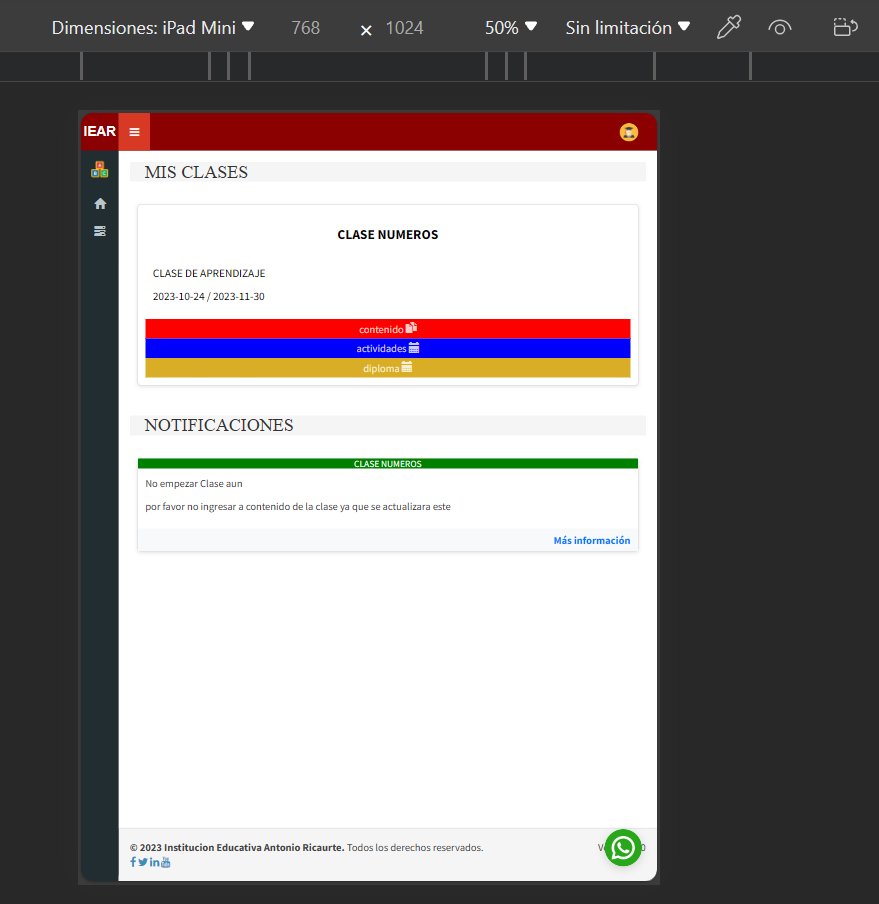 Dimensiones: iPad Mini 768 × 1024 50% Sin limitación
IEAR
MIS CLASES
CLASE NUMEROS
CLASE DE APRENDIZAJE
2023-10-24 / 2023-11-30
contenido
actividades
diploma
NOTIFICACIONES
CLASE NUMEROS
No empezar Clase aun
por favor no ingresar a contenido de la clase ya que se actualizara este
Más información
© 2023 Institucion Educativa Antonio Ricaurte. Todos los derechos reservados.